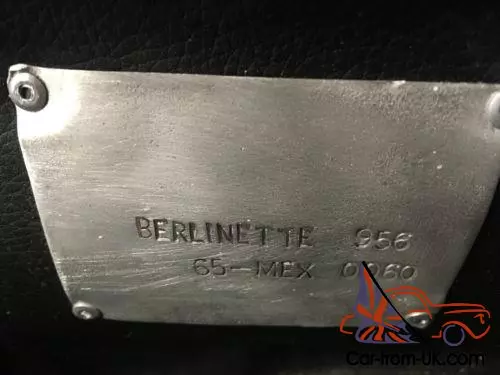 BERLINETTE 956
65-MEX 0060
Car-from-UK.com